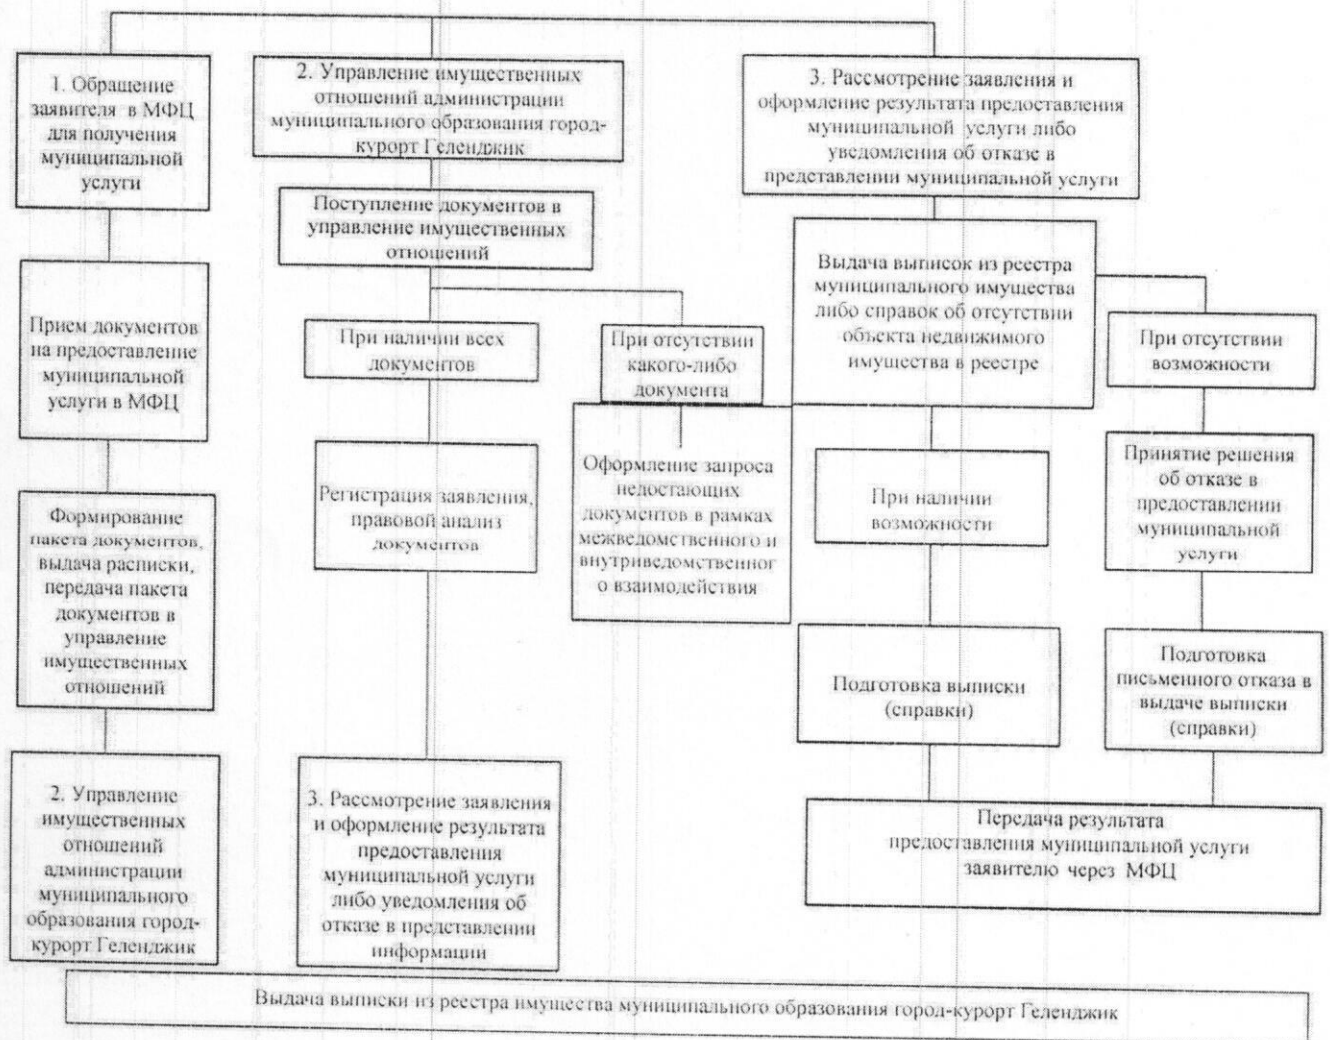 1. Обращение
заявителя в МФЦ
для получения
муниципальной
услуги
Прием документов
на предоставление
муниципальной
услуги в МФЦ
Формирование
пакета документов,
выдача расписки,
передача пакета
документов в
управление
имущественных
отношений
2. Управление
имущественных
отношений
администрации
муниципального
образования город-
курорт Геленджик
2. Управление имущественных
отношений администрации
муниципального образования город-
курорт Геленджик
Поступление документов в
управление имущественных
отношений
При наличии всех
документов
Регистрация заявления,
правовой анализ
документов
3. Рассмотрение заявления
и оформление результата
предоставления
муниципальной услуги
либо уведомления об
отказе в представлении
информации
При отсутствии
какого-либо
документа
Оформление запроса
недостающих
документов в рамках
межведомственного и
внутриведомственног
о взаимодействия
3. Рассмотрение заявления и
оформление результата предоставления
муниципальной услуги либо
уведомления об отказе в
представлении муниципальной услуги
Выдача выписок из реестра
муниципального имущества
либо справок об отсутствии
объекта недвижимого
имущества в реестре
При наличии
возможности
Подготовка выписки
(справки)
При отсутствии
возможности
Принятие решения
об отказе в
предоставлении
муниципальной
услуги
Подготовка
письменного отказа в
выдаче выписки
(справки)
Передача результата
предоставления муниципальной услуги
заявителю через МФЦ
Выдача выписки из реестра имущества муниципального образования город-курорт Геленджик